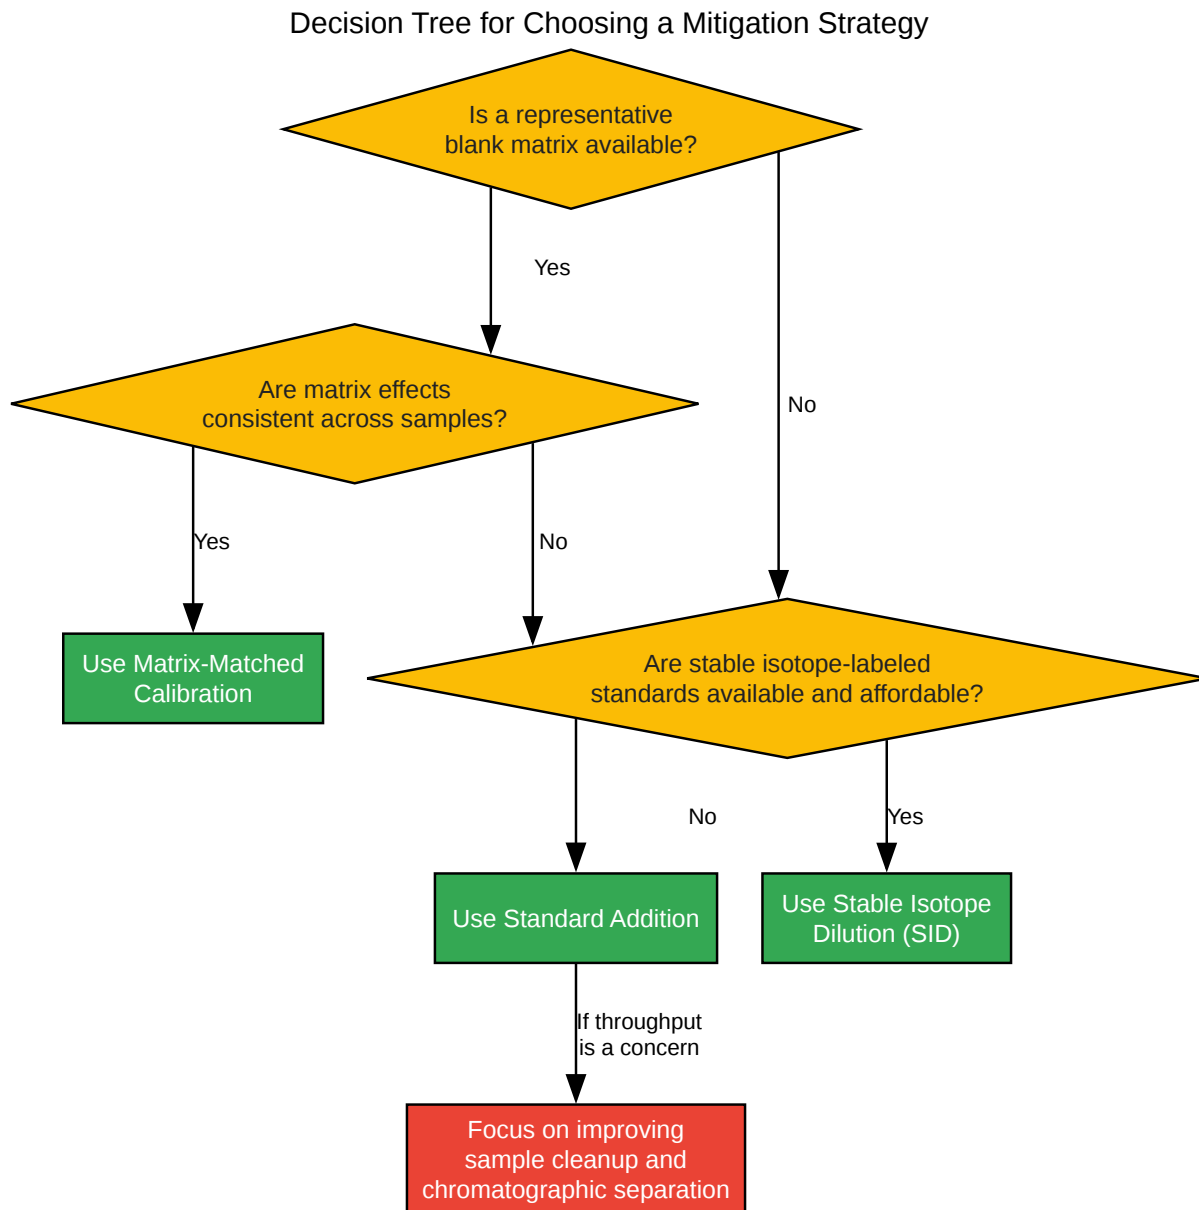 Decision Tree for Choosing a Mitigation Strategy
Is a representative
blank matrix available?
Yes
No
Are matrix effects
consistent across samples?
Yes
No
Use Matrix-Matched
Calibration
Are stable isotope-labeled
standards available and affordable?
No
Yes
Use Standard Addition
Use Stable Isotope
Dilution (SID)
If throughput
is a concern
Focus on improving
sample cleanup and
chromatographic separation